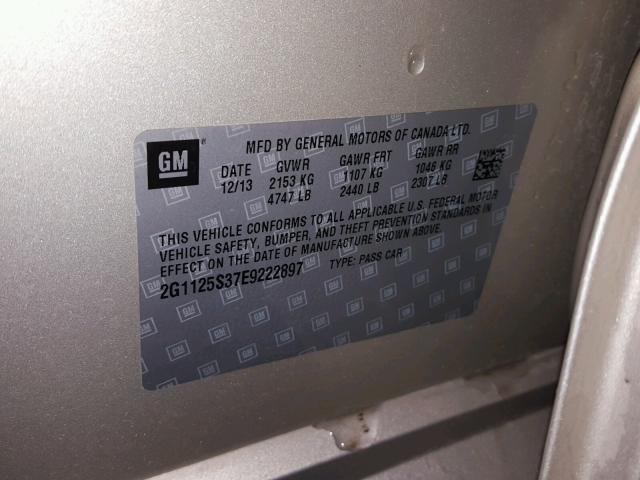 GM
MFD BY GENERAL MOTORS OF CANADA LTD.
DATE GVWR GAWR FRT GAWR RR
12/13 2153 KG 1107 KG 1046 KG
4747 LB 2440 LB 2307 LB
THIS VEHICLE CONFORMS TO ALL APPLICABLE U.S. FEDERAL MOTOR
VEHICLE SAFETY, BUMPER, AND THEFT PREVENTION STANDARDS IN
EFFECT ON THE DATE OF MANUFACTURE SHOWN ABOVE.
2G1125S37E9222897 TYPE: PASS CAR